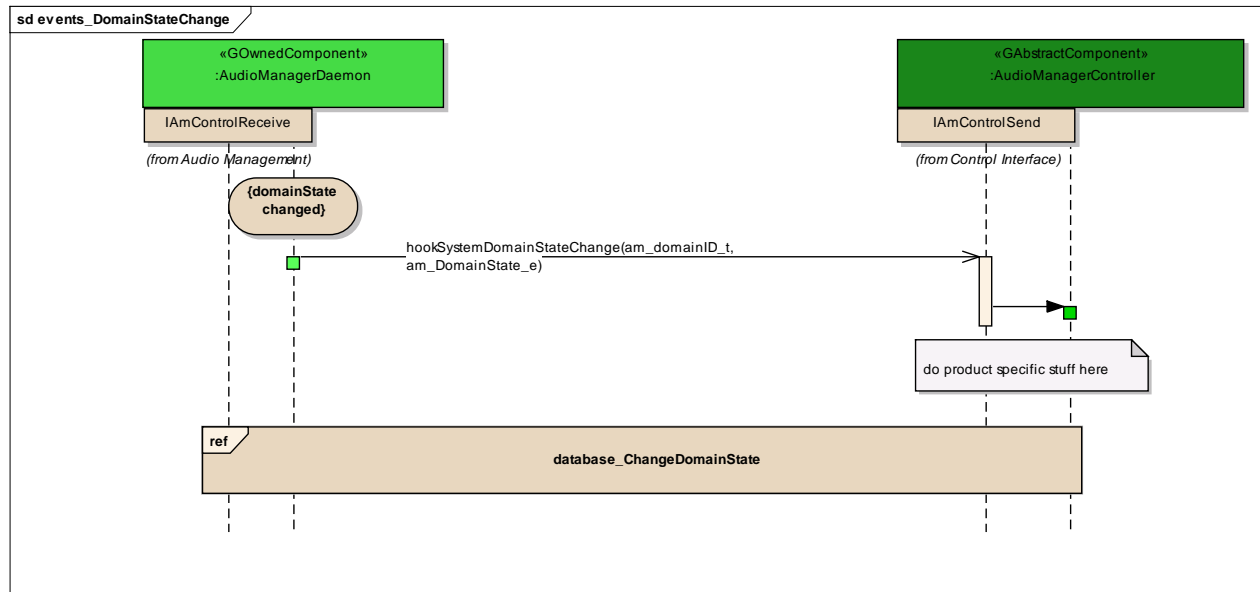 sd events_DomainStateChange
«GOwnedComponent»
:AudioManagerDaemon
«GAbstractComponent»
:AudioManagerController
IAmControlReceive
IAmControlSend
(from Audio Management)
(from Control Interface)
{domainState
changed}
hookSystemDomainStateChange(am_domainID_t,
am_DomainState_e)
do product specific stuff here
ref
database_ChangeDomainState